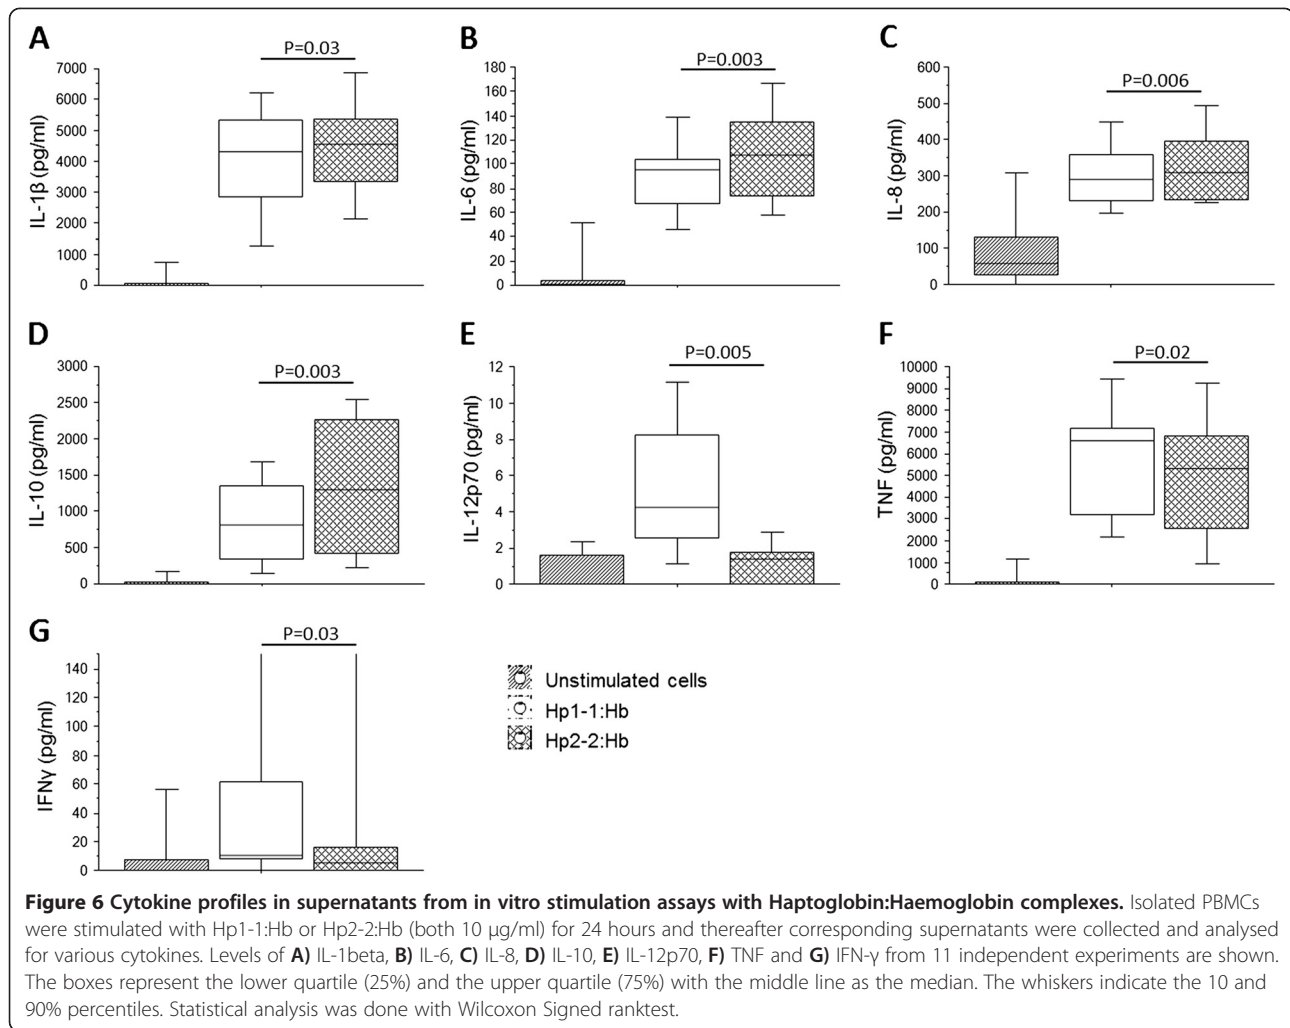 A
P=0.03
7000
6000
5000
4000
3000
2000
1000
0
IL-1β (pg/ml)
B
P=0.003
180
160
140
120
100
80
60
40
20
0
IL-6 (pg/ml)
C
P=0.006
600
500
400
300
200
100
0
IL-8 (pg/ml)
D
P=0.003
3000
2500
2000
1500
1000
500
0
IL-10 (pg/ml)
E
P=0.005
12
10
8
6
4
2
0
IL-12p70 (pg/ml)
F
P=0.02
10000
9000
8000
7000
6000
5000
4000
3000
2000
1000
0
TNF (pg/ml)
G
P=0.03
140
120
100
80
60
40
20
0
IFNγ (pg/ml)
Unstimulated cells
Hp1-1:Hb
Hp2-2:Hb
Figure 6 Cytokine profiles in supernatants from in vitro stimulation assays with Haptoglobin:Haemoglobin complexes. Isolated PBMCs
were stimulated with Hp1-1:Hb or Hp2-2:Hb (both 10 μg/ml) for 24 hours and thereafter corresponding supernatants were collected and analysed
for various cytokines. Levels of A) IL-1beta, B) IL-6, C) IL-8, D) IL-10, E) IL-12p70, F) TNF and G) IFN-γ from 11 independent experiments are shown.
The boxes represent the lower quartile (25%) and the upper quartile (75%) with the middle line as the median. The whiskers indicate the 10 and
90% percentiles. Statistical analysis was done with Wilcoxon Signed ranktest.